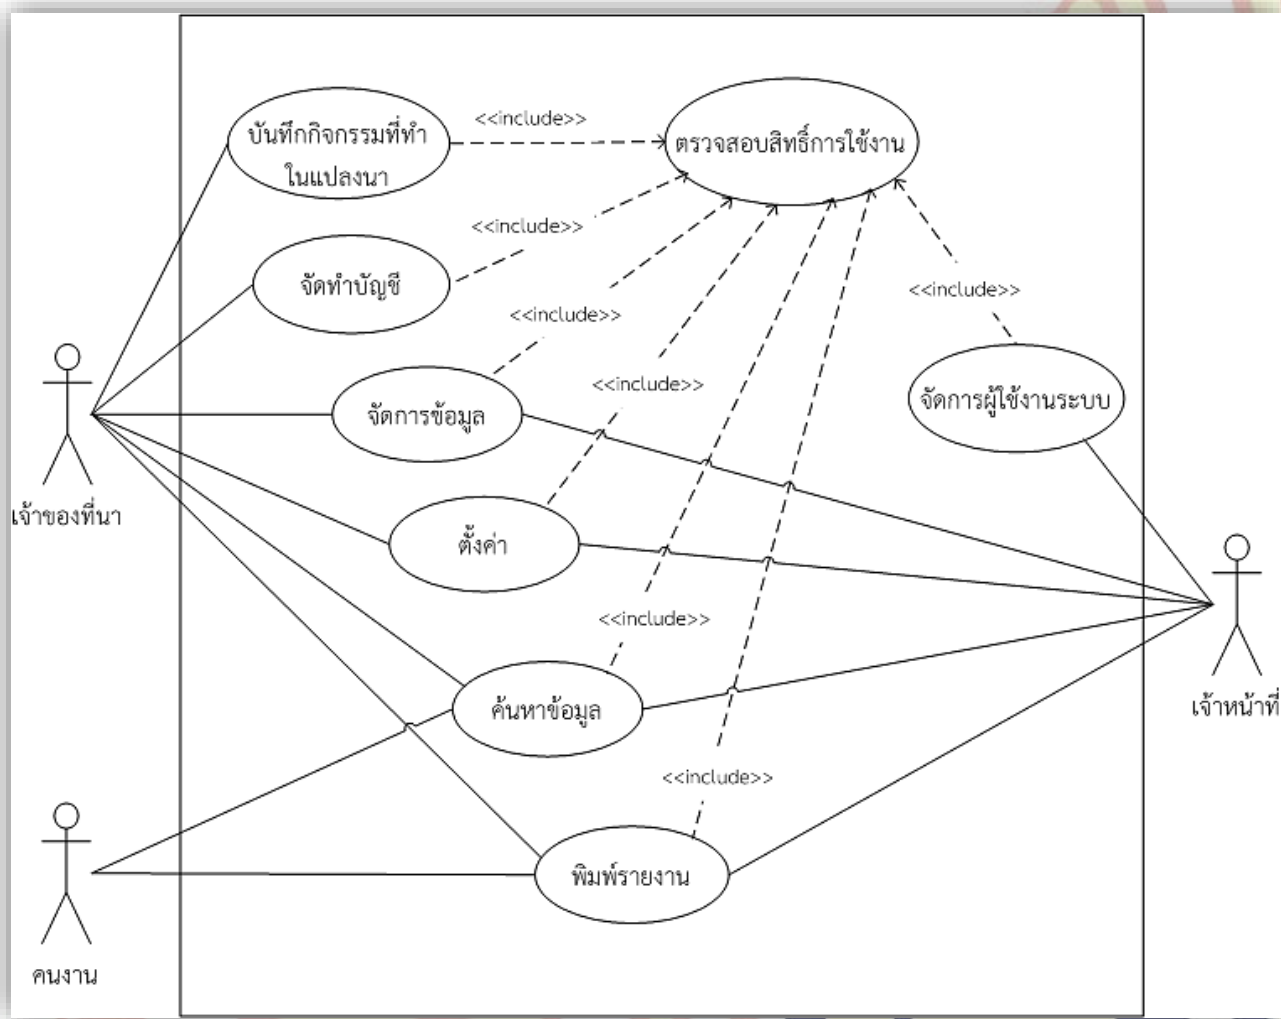 <<include>>
บันทึกกิจกรรมที่ทำ
ในแปลงนา
ตรวจสอบสิทธิ์การใช้งาน
<<include>>
จัดทำบัญชี
<<include>>
<<include>>
<<include>>
จัดการข้อมูล
จัดการผู้ใช้งานระบบ
เจ้าของที่นา
ตั้งค่า
<<include>>
ค้นหาข้อมูล
เจ้าหน้าที่
<<include>>
พิมพ์รายงาน
คนงาน